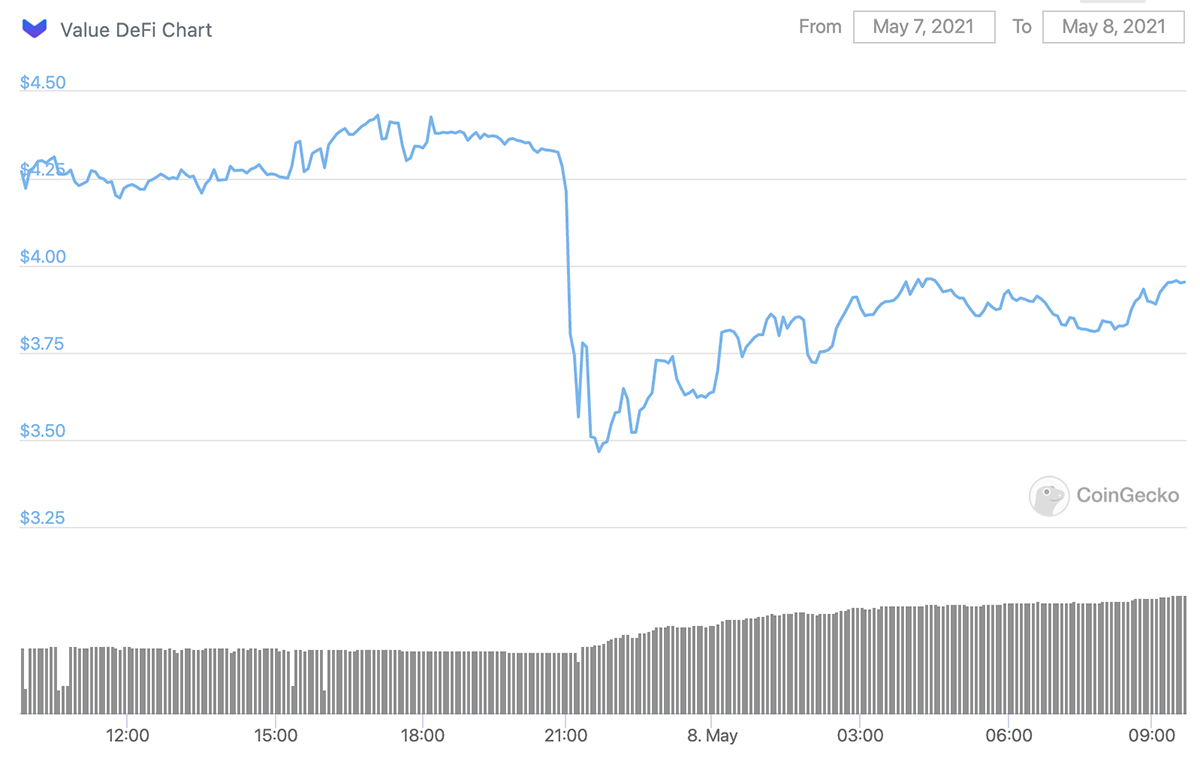 Value DeFi Chart
From May 7, 2021 To May 8, 2021
$4.50
$4.25
$4.00
$3.75
$3.50
CoinGecko
$3.25
12:00 15:00 18:00 21:00 8. May 03:00 06:00 09:00